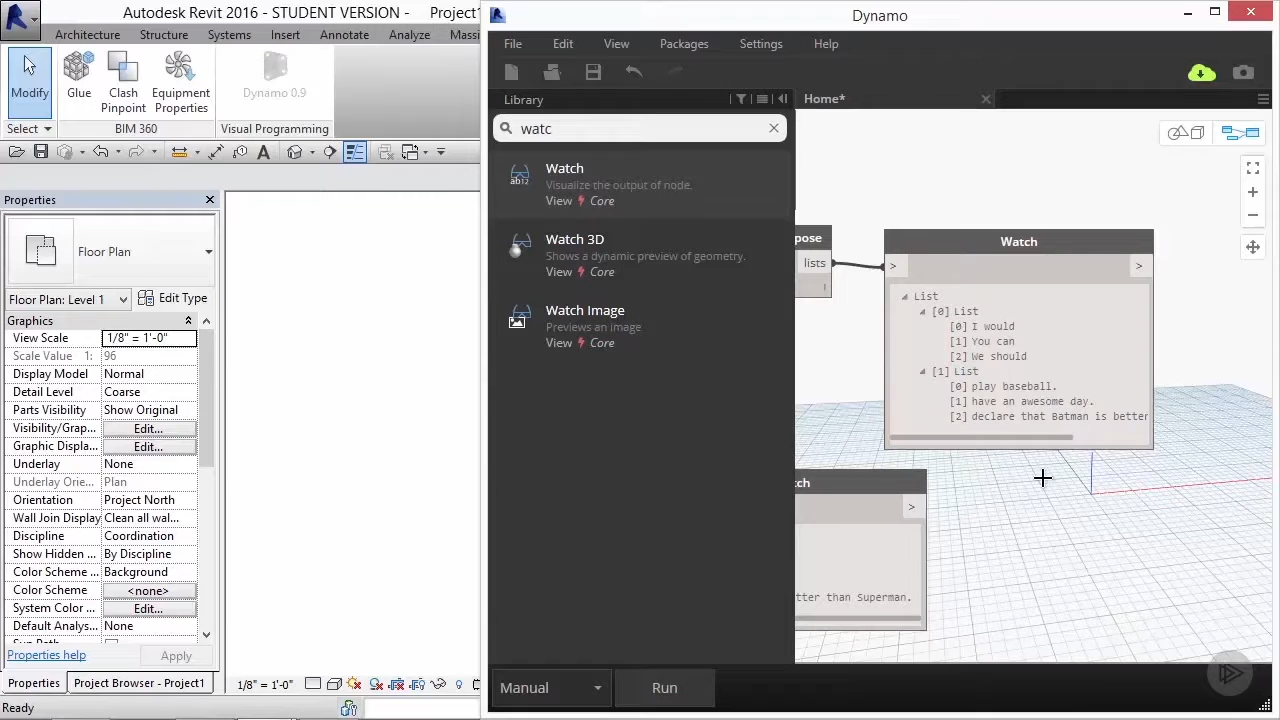 Autodesk Revit 2016 - STUDENT VERSION -
Project1
Architecture
Systems
Insert
Annotate
Analyze
Modify
Glue
Clash
Pinpoint
Equipment
Properties
Dynamo 0.9
Select
BIM 360
Visual Programming
A
Properties
Floor Plan
Floor Plan: Level 1
Edit Type
Graphics
View Scale
1/8" = 1'-0"
Scale Value 1:
96
Display Model
Normal
Detail Level
Coarse
Parts Visibility
Show Original
Visibility/Grap...
Edit...
Graphic Displa...
Edit...
Underlay
None
Underlay Orie...
Plan
Orientation
Project North
Wall Join Display
Clean all wal...
Discipline
Coordination
Show Hidden ...
By Discipline
Color Scheme ...
Background
Color Scheme
<none>
System Color ...
Edit...
Default Analys...
None
Properties help
Apply
Properties
Project Browser - Project1
1/8" = 1'-0"
Ready
Dynamo
File
Edit
View
Packages
Settings
Help
Library
Home*
watc
Watch
Visualize the output of node.
View
Core
ab12
Watch 3D
Shows a dynamic preview of geometry.
View
Core
Watch Image
Previews an image
View
Core
pose
lists
Watch
>
>
List
[0] List
[0] I would
[1] You can
[2] We should
[1] List
[0] play baseball.
[1] have an awesome day.
[2] declare that Batman is better
tch
>
tter than Superman.
Manual
Run